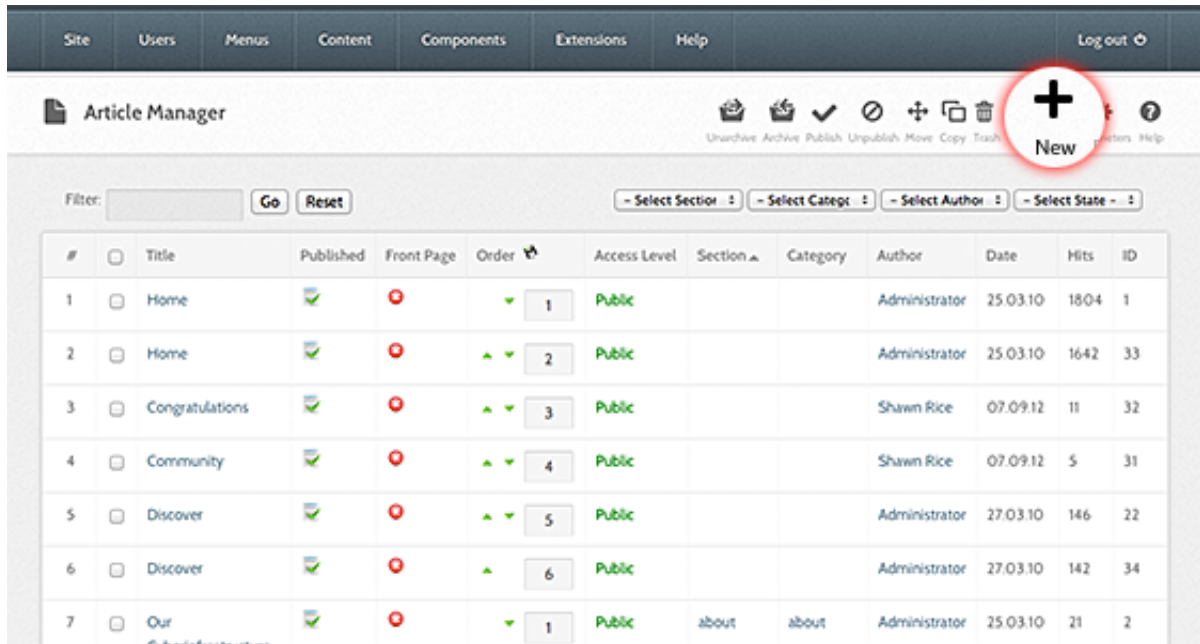 Site Users Menus Content Components Extensions Help Log out
Article Manager
Unarchive Archive Publish Unpublish Move Copy Trash New Help
Filter: Go Reset - Select Section - Select Catego - Select Author - Select State -
# Title Published Front Page Order Access Level Section Category Author Date Hits ID
1 Home 1 Public Administrator 25.03.10 1804 1
2 Home 2 Public Administrator 25.03.10 1642 33
3 Congratulations 3 Public Shawn Rice 07.09.12 11 32
4 Community 4 Public Shawn Rice 07.09.12 5 31
5 Discover 5 Public Administrator 27.03.10 146 22
6 Discover 6 Public Administrator 27.03.10 142 34
7 Our 1 Public about about Administrator 25.03.10 21 2